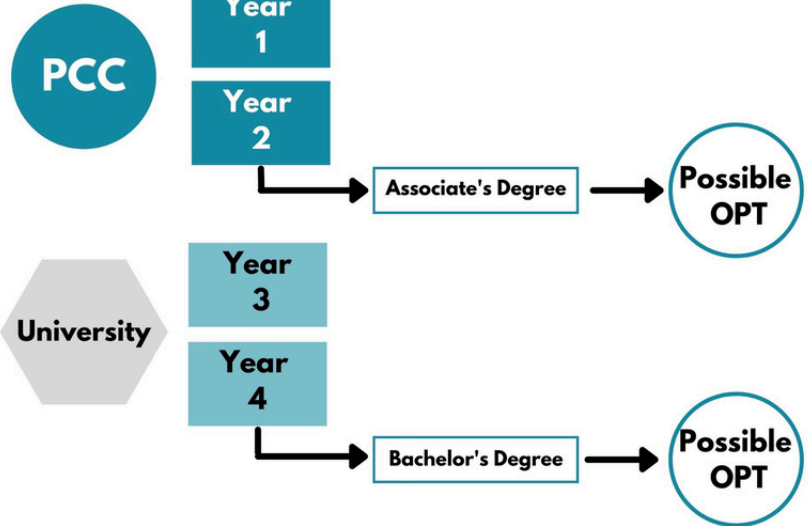 PCC
Year
1
Year
2
Associate's Degree
Possible
OPT
University
Year
3
Year
4
Bachelor's Degree
Possible
OPT